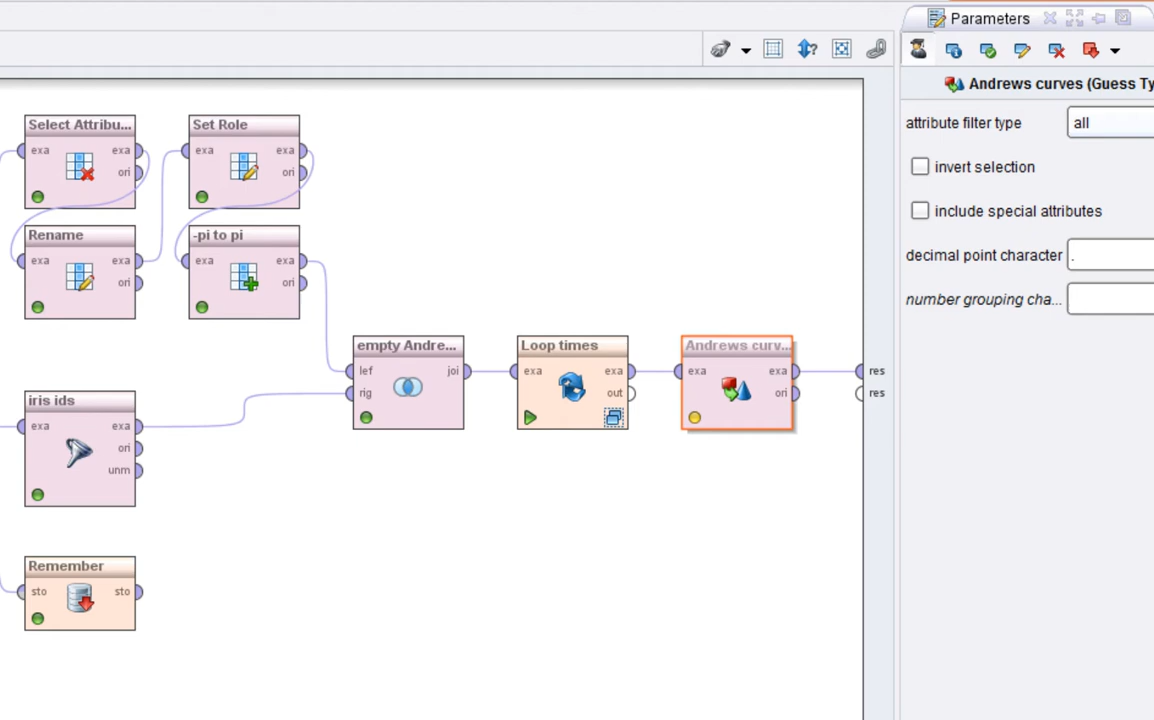 Parameters
Andrews curves (Guess Ty
attribute filter type
all
invert selection
include special attributes
decimal point character
.
number grouping cha...
Select Attribu...
exa
exa
ori
Set Role
exa
exa
ori
Rename
exa
exa
ori
-pi to pi
exa
exa
ori
empty Andre...
lef
joi
rig
Loop times
exa
exa
out
Andrews curv...
exa
exa
ori
res
res
iris ids
exa
exa
ori
unm
Remember
sto
sto